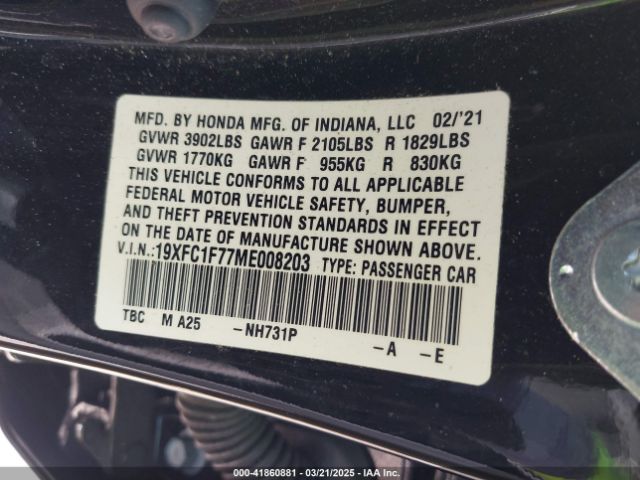 MFD. BY HONDA MFG. OF INDIANA, LLC 02/'21
GVWR 3902LBS GAWR F 2105LBS R 1829LBS
GVWR 1770KG GAWR F 955KG R 830KG
THIS VEHICLE CONFORMS TO ALL APPLICABLE
FEDERAL MOTOR VEHICLE SAFETY, BUMPER,
AND THEFT PREVENTION STANDARDS IN EFFECT
ON THE DATE OF MANUFACTURE SHOWN ABOVE.
V.I.N.:19XFC1F77ME008203 TYPE: PASSENGER CAR
TBC M A25 -NH731P -A -E
000-41860881 — 03/21/2025 — IAA Inc.